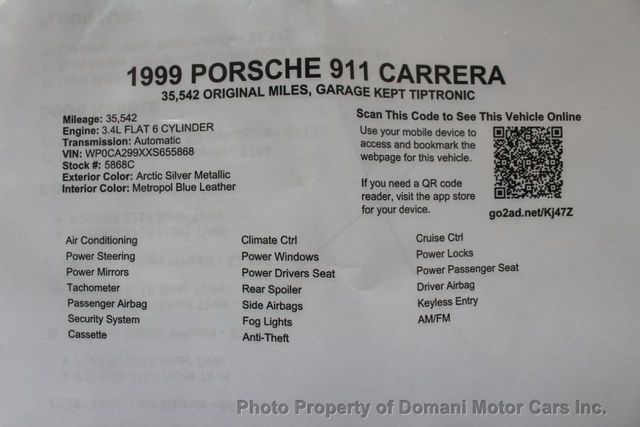 1999 PORSCHE 911 CARRERA
35,542 ORIGINAL MILES, GARAGE KEPT TIPTRONIC
Mileage: 35,542
Engine: 3.4L FLAT 6 CYLINDER
Transmission: Automatic
VIN: WP0CA299XXS655868
Stock #: 5868C
Exterior Color: Arctic Silver Metallic
Interior Color: Metropol Blue Leather
Scan This Code to See This Vehicle Online
Use your mobile device to
access and bookmark the
webpage for this vehicle.
If you need a QR code
reader, visit the app store
for your device.
go2ad.net/Kj47Z
Air Conditioning
Power Steering
Power Mirrors
Tachometer
Passenger Airbag
Security System
Cassette
Climate Ctrl
Power Windows
Power Drivers Seat
Rear Spoiler
Side Airbags
Fog Lights
Anti-Theft
Cruise Ctrl
Power Locks
Power Passenger Seat
Driver Airbag
Keyless Entry
AM/FM
Photo Property of Domani Motor Cars Inc.